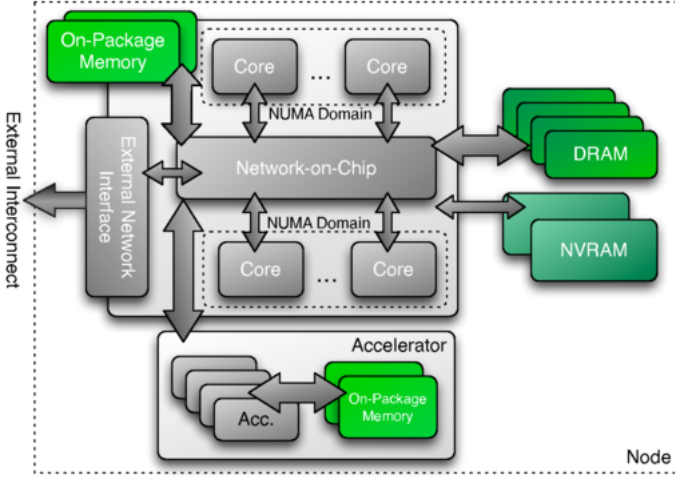 On-Package
Memory
Core
...
Core
NUMA Domain
External Interconnect
External Network
Interface
Network-on-Chip
DRAM
NVRAM
NUMA Domain
Core
...
Core
Accelerator
Acc.
On-Package
Memory
Node